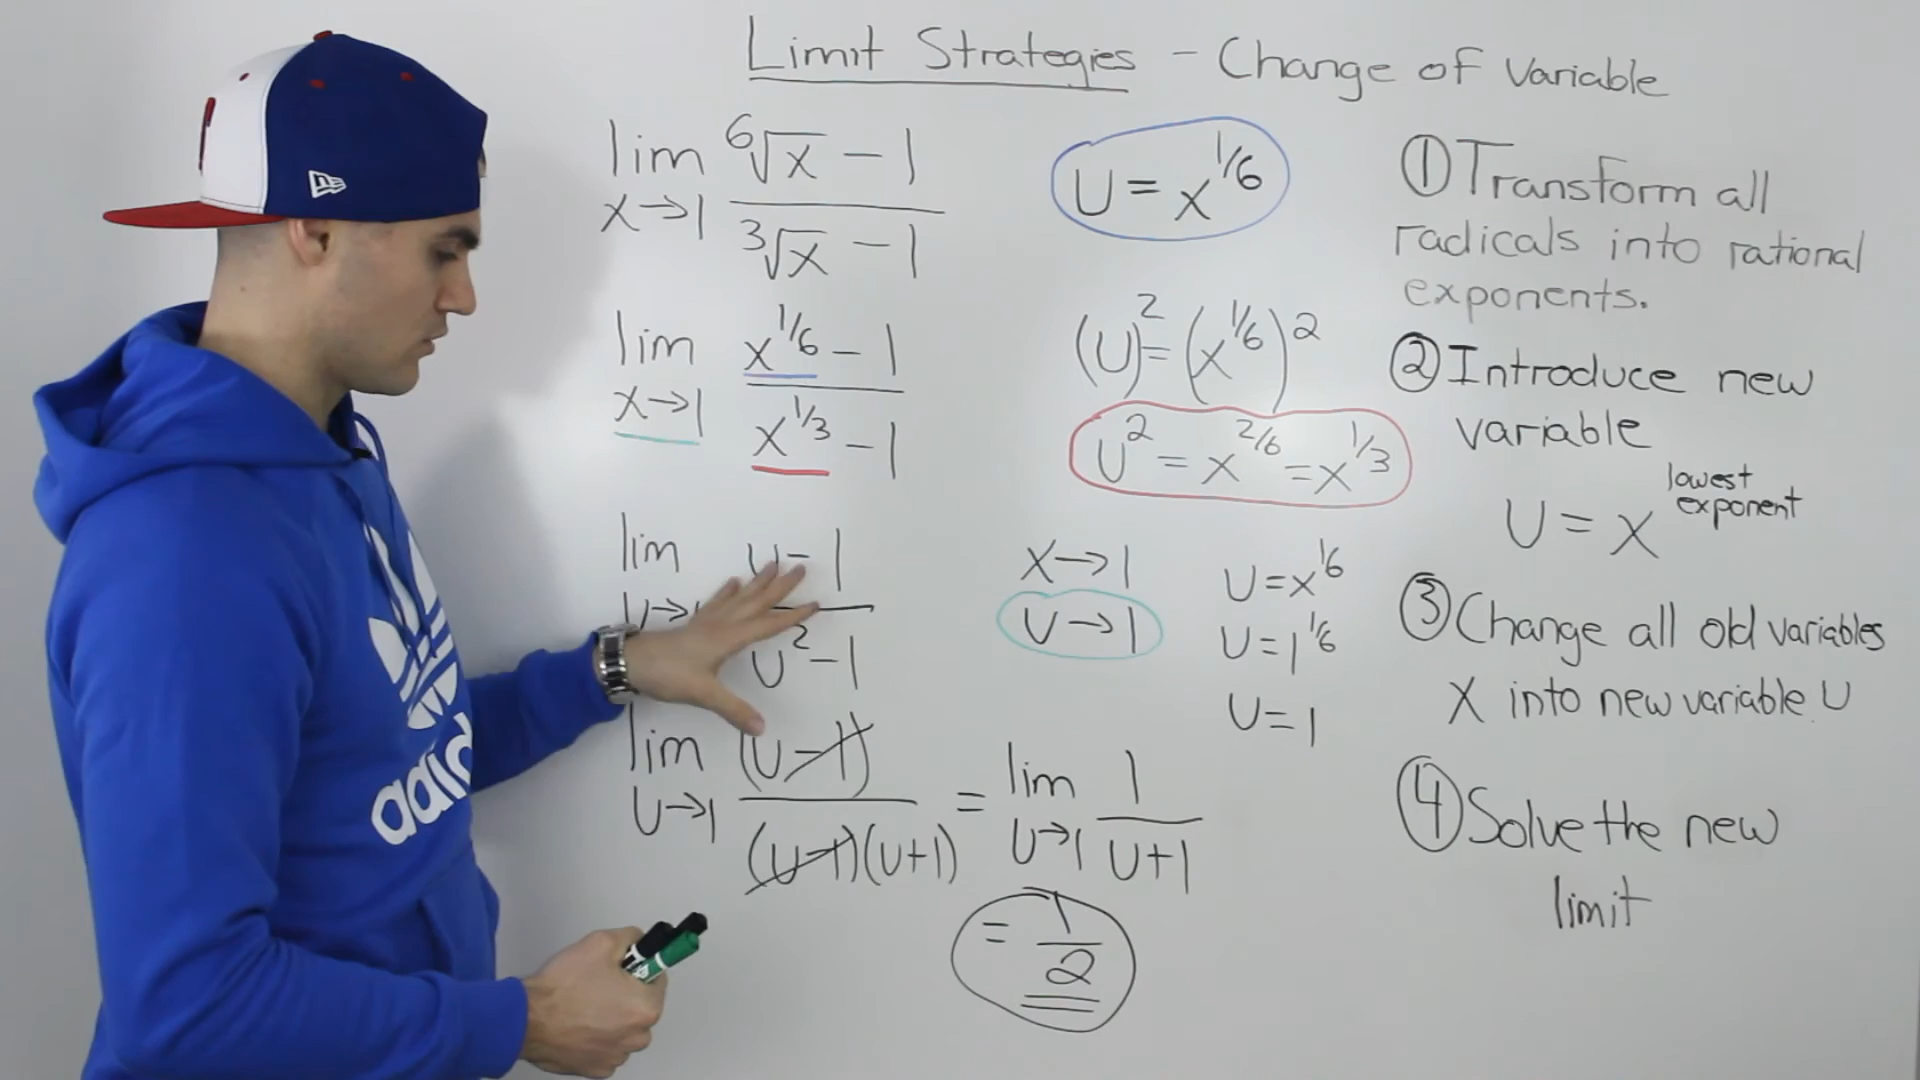 Limit Strategies - Change of Variable
lim x→1 (⁶√x - 1)/(³√x - 1)
lim x→1 (x^1/6 - 1)/(x^1/3 - 1)
lim U→1 (U - 1)/(U² - 1)
lim U→1 (U-1)/((U-1)(U+1)) = lim U→1 1/(U+1)
= 1/2
U = x^1/6
(U)² = (x^1/6)²
U² = x^2/6 = x^1/3
X→1
U→1
U = x^1/6
U = 1^1/6
U = 1
① Transform all
radicals into rational
exponents.
② Introduce new
variable
U = X^lowest exponent
③ Change all old variables
X into new variable U
④ Solve the new
limit
adidas